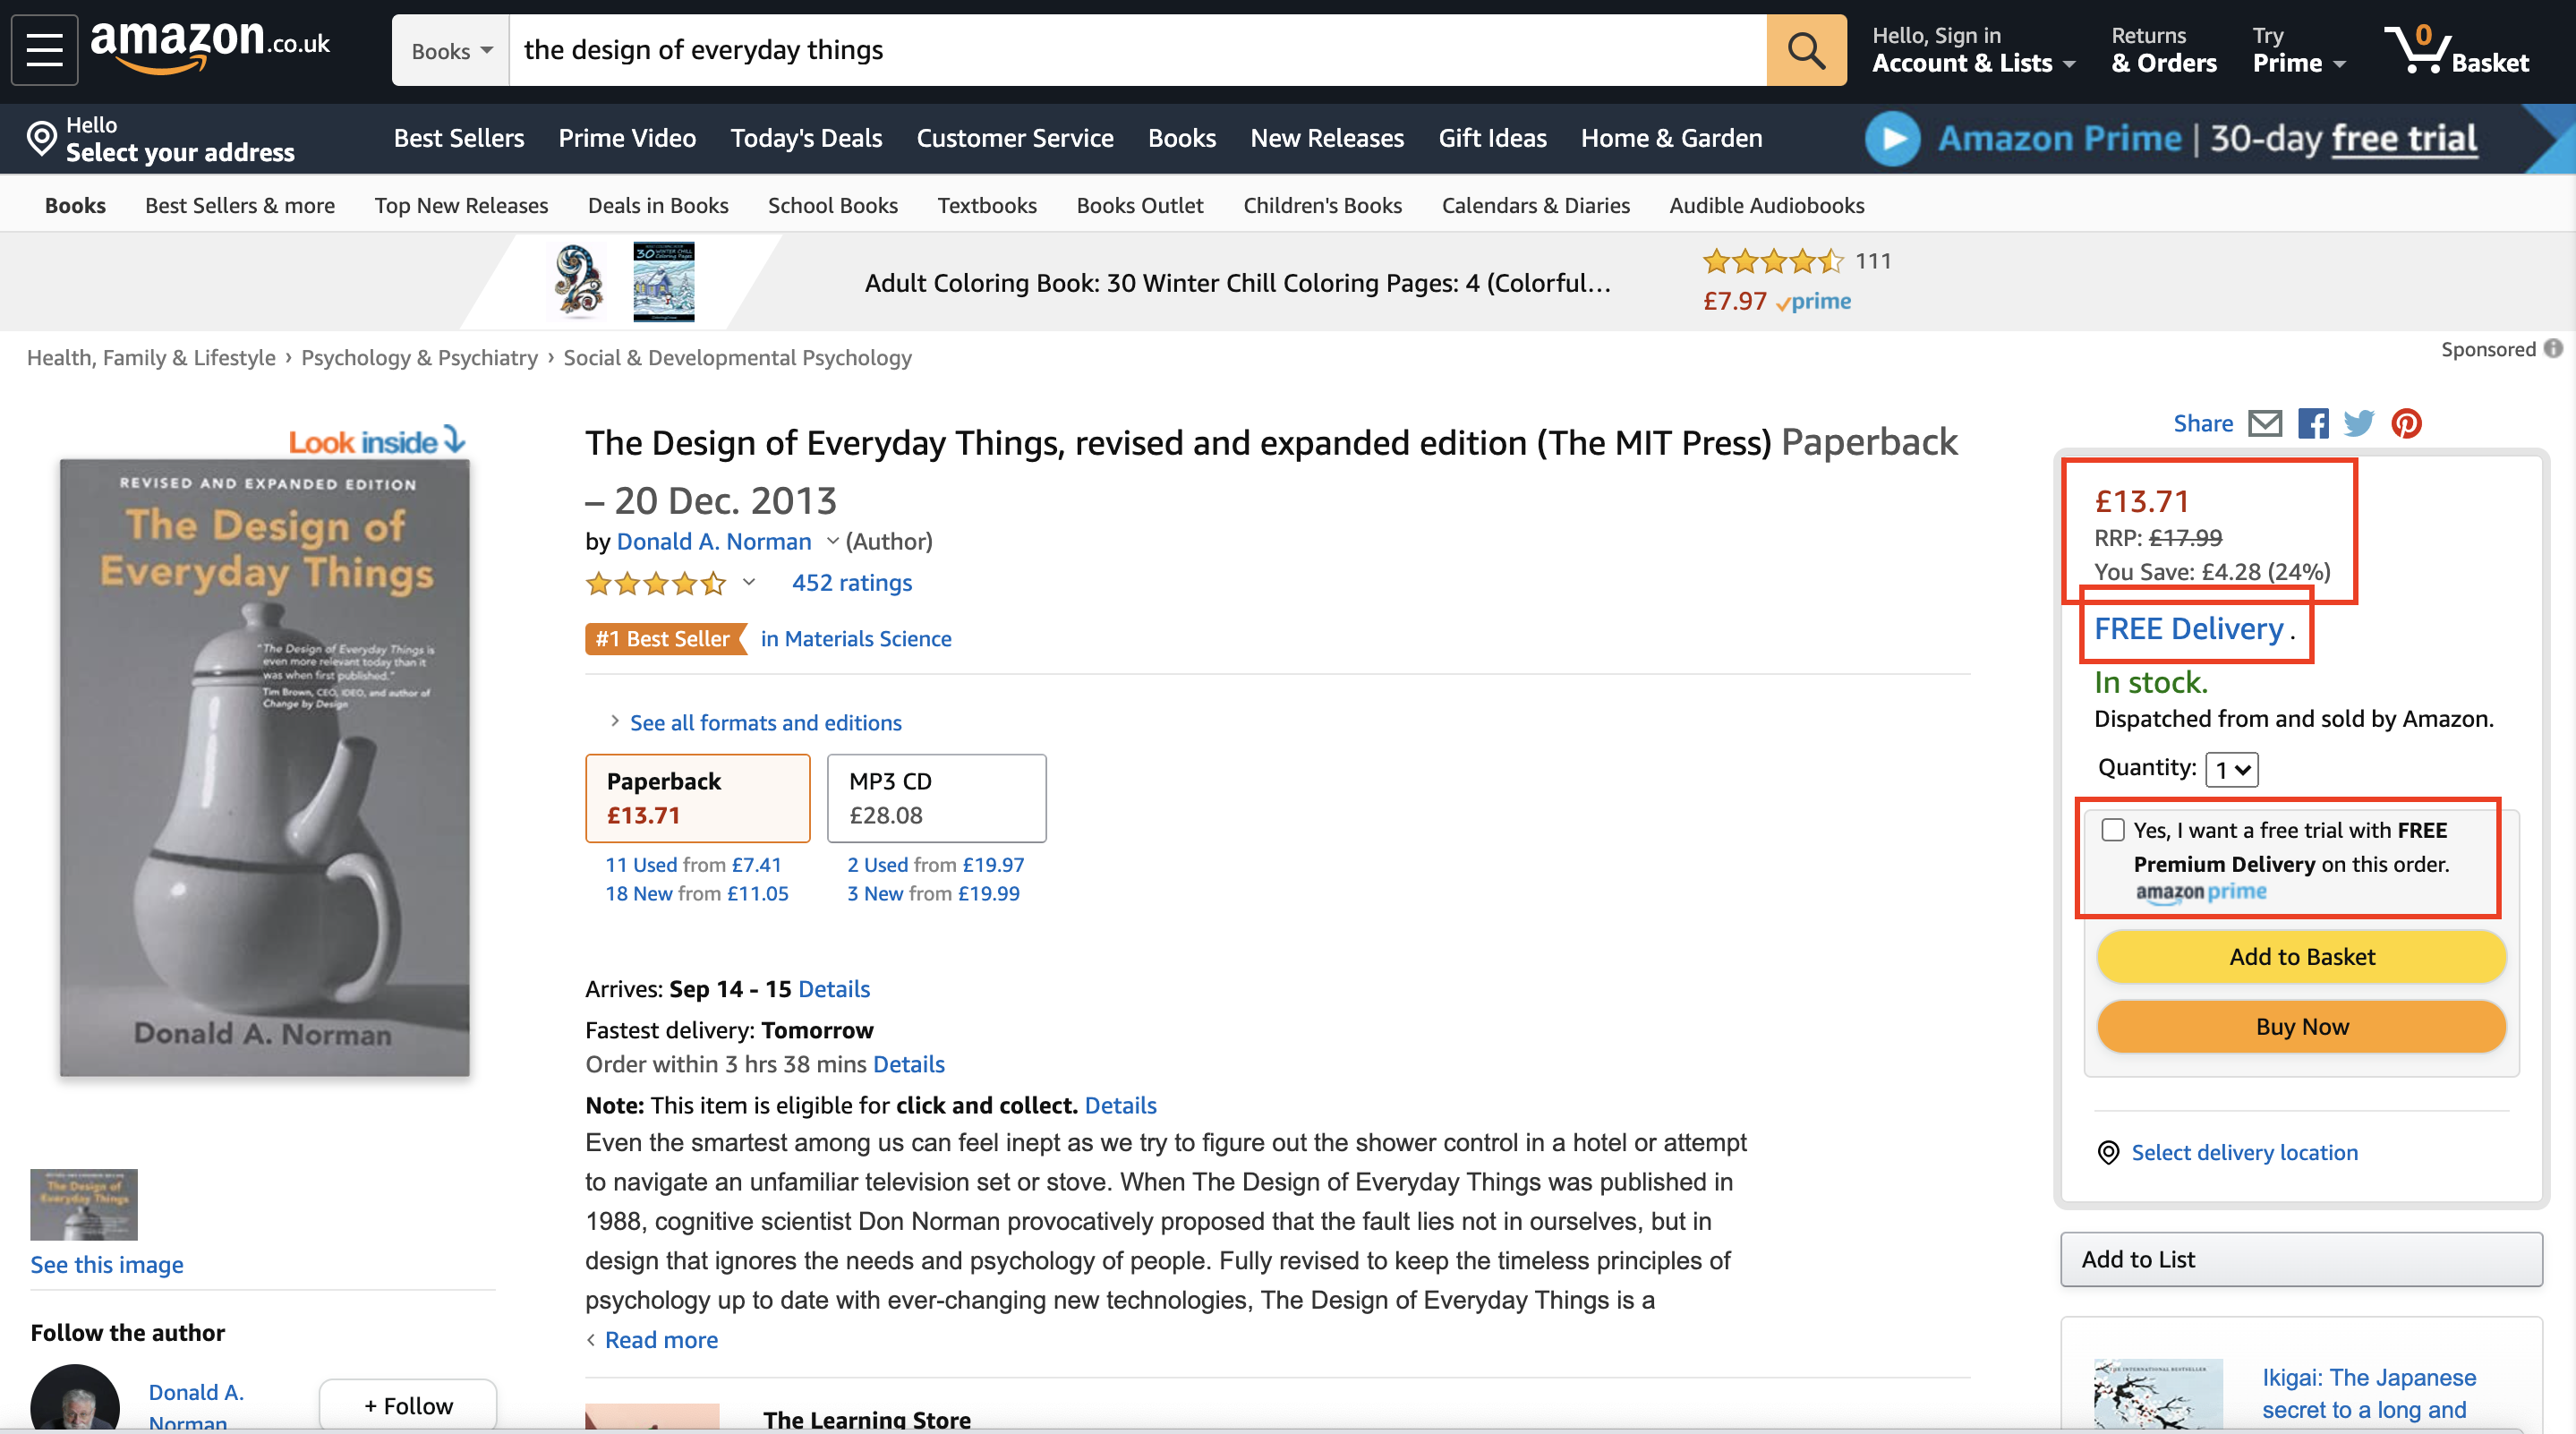 amazon.co.uk
Books
the design of everyday things
Hello, Sign in
Account & Lists
Returns
& Orders
Try
Prime
0
Basket
Hello
Select your address
Best Sellers
Prime Video
Today's Deals
Customer Service
Books
New Releases
Gift Ideas
Home & Garden
Amazon Prime | 30-day free trial
Books
Best Sellers & more
Top New Releases
Deals in Books
School Books
Textbooks
Books Outlet
Children's Books
Calendars & Diaries
Audible Audiobooks
30 WINTER CHILL
Coloring Pages
Adult Coloring Book: 30 Winter Chill Coloring Pages: 4 (Colorful...
111
£7.97 prime
Sponsored
Health, Family & Lifestyle › Psychology & Psychiatry › Social & Developmental Psychology
Look inside
REVISED AND EXPANDED EDITION
The Design of
Everyday Things
"The Design of Everyday Things is
even more relevant today than it
was when first published."
Tim Brown, CEO, IDEO, and author of
Change by Design
Donald A. Norman
See this image
Follow the author
Donald A.
Norman
+ Follow
The Design of Everyday Things, revised and expanded edition (The MIT Press) Paperback
– 20 Dec. 2013
by Donald A. Norman (Author)
452 ratings
#1 Best Seller in Materials Science
See all formats and editions
Paperback
£13.71
MP3 CD
£28.08
11 Used from £7.41
18 New from £11.05
2 Used from £19.97
3 New from £19.99
Arrives: Sep 14 - 15 Details
Fastest delivery: Tomorrow
Order within 3 hrs 38 mins Details
Note: This item is eligible for click and collect. Details
Even the smartest among us can feel inept as we try to figure out the shower control in a hotel or attempt
to navigate an unfamiliar television set or stove. When The Design of Everyday Things was published in
1988, cognitive scientist Don Norman provocatively proposed that the fault lies not in ourselves, but in
design that ignores the needs and psychology of people. Fully revised to keep the timeless principles of
psychology up to date with ever-changing new technologies, The Design of Everyday Things is a
Read more
The Learning Store
Share
£13.71
RRP: £17.99
You Save: £4.28 (24%)
FREE Delivery .
In stock.
Dispatched from and sold by Amazon.
Quantity: 1
Yes, I want a free trial with FREE
Premium Delivery on this order.
amazon prime
Add to Basket
Buy Now
Select delivery location
Add to List
THE INTERNATIONAL BESTSELLER
Ikigai: The Japanese
secret to a long and